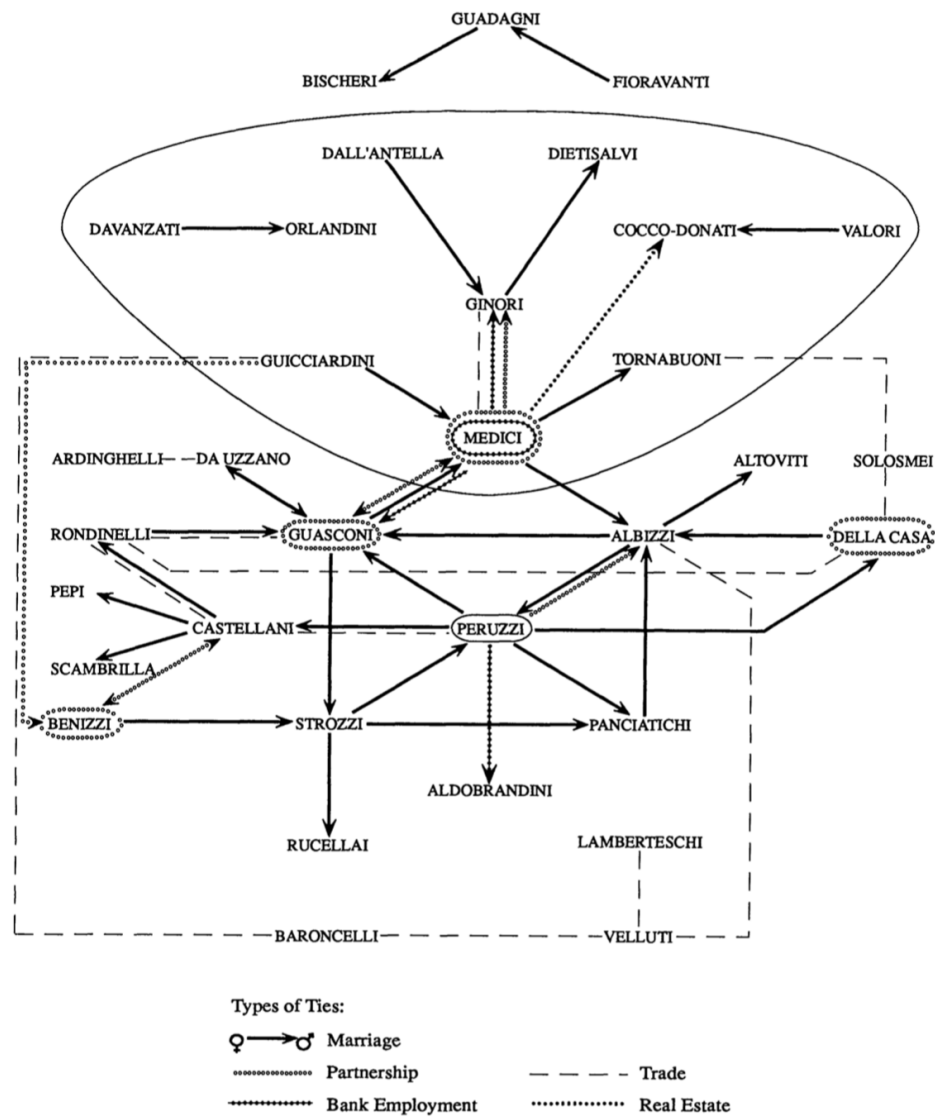 GUADAGNI
BISCHERI FIORAVANTI
DALL'ANTELLA DIETISALVI
DAVANZATI ORLANDINI COCCO-DONATI VALORI
GINORI
GUICCIARDINI TORNABUONI
MEDICI
ARDINGHELLI DA UZZANO ALTOVITI SOLOSMEI
RONDINELLI GUASCONI ALBIZZI DELLA CASA
PEPI
CASTELLANI PERUZZI
SCAMBRILLA
BENIZZI STROZZI PANCIATICHI
ALDOBRANDINI
RUCELLAI LAMBERTESCHI
BARONCELLI VELLUTI
Types of Ties:
♀ ♂ Marriage
Partnership Trade
Bank Employment Real Estate